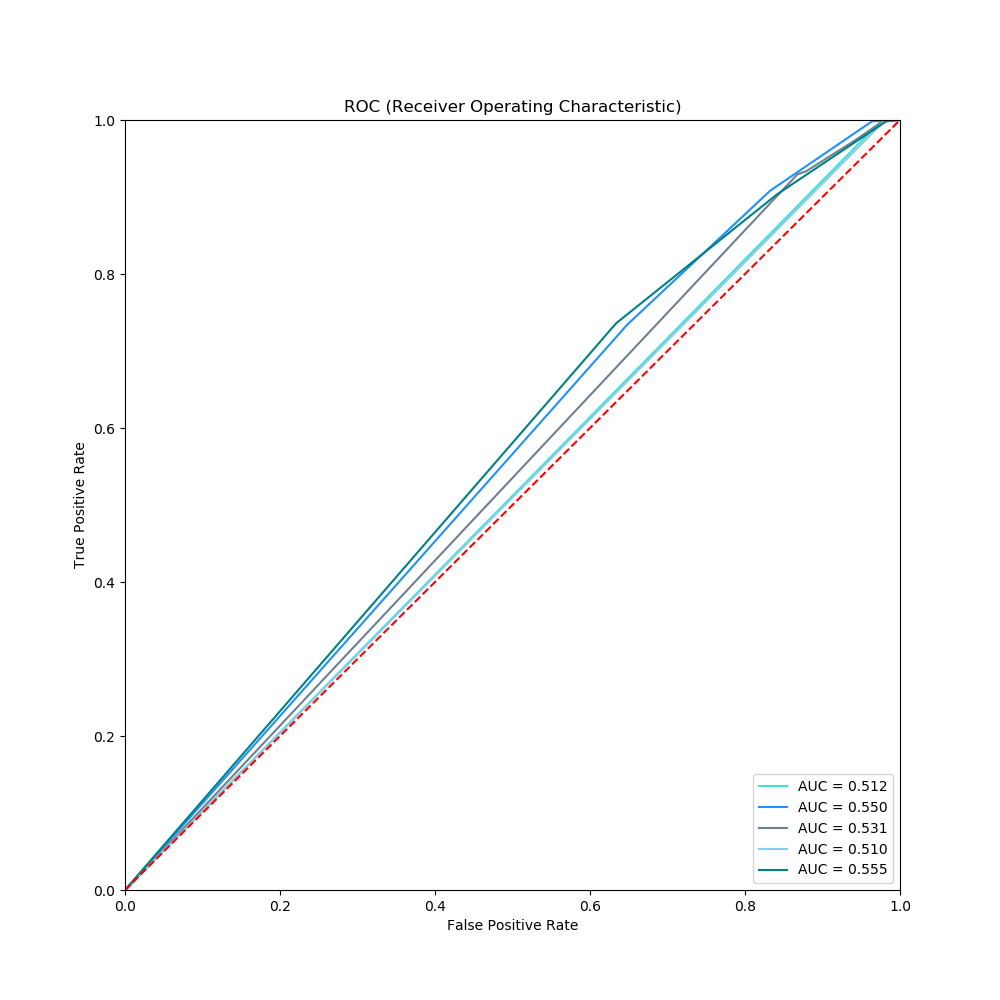 ROC (Receiver Operating Characteristic)
1.0
0.8
0.6
0.4
0.2
0.0
True Positive Rate
0.0 0.2 0.4 0.6 0.8 1.0
False Positive Rate
AUC = 0.512
AUC = 0.550
AUC = 0.531
AUC = 0.510
AUC = 0.555